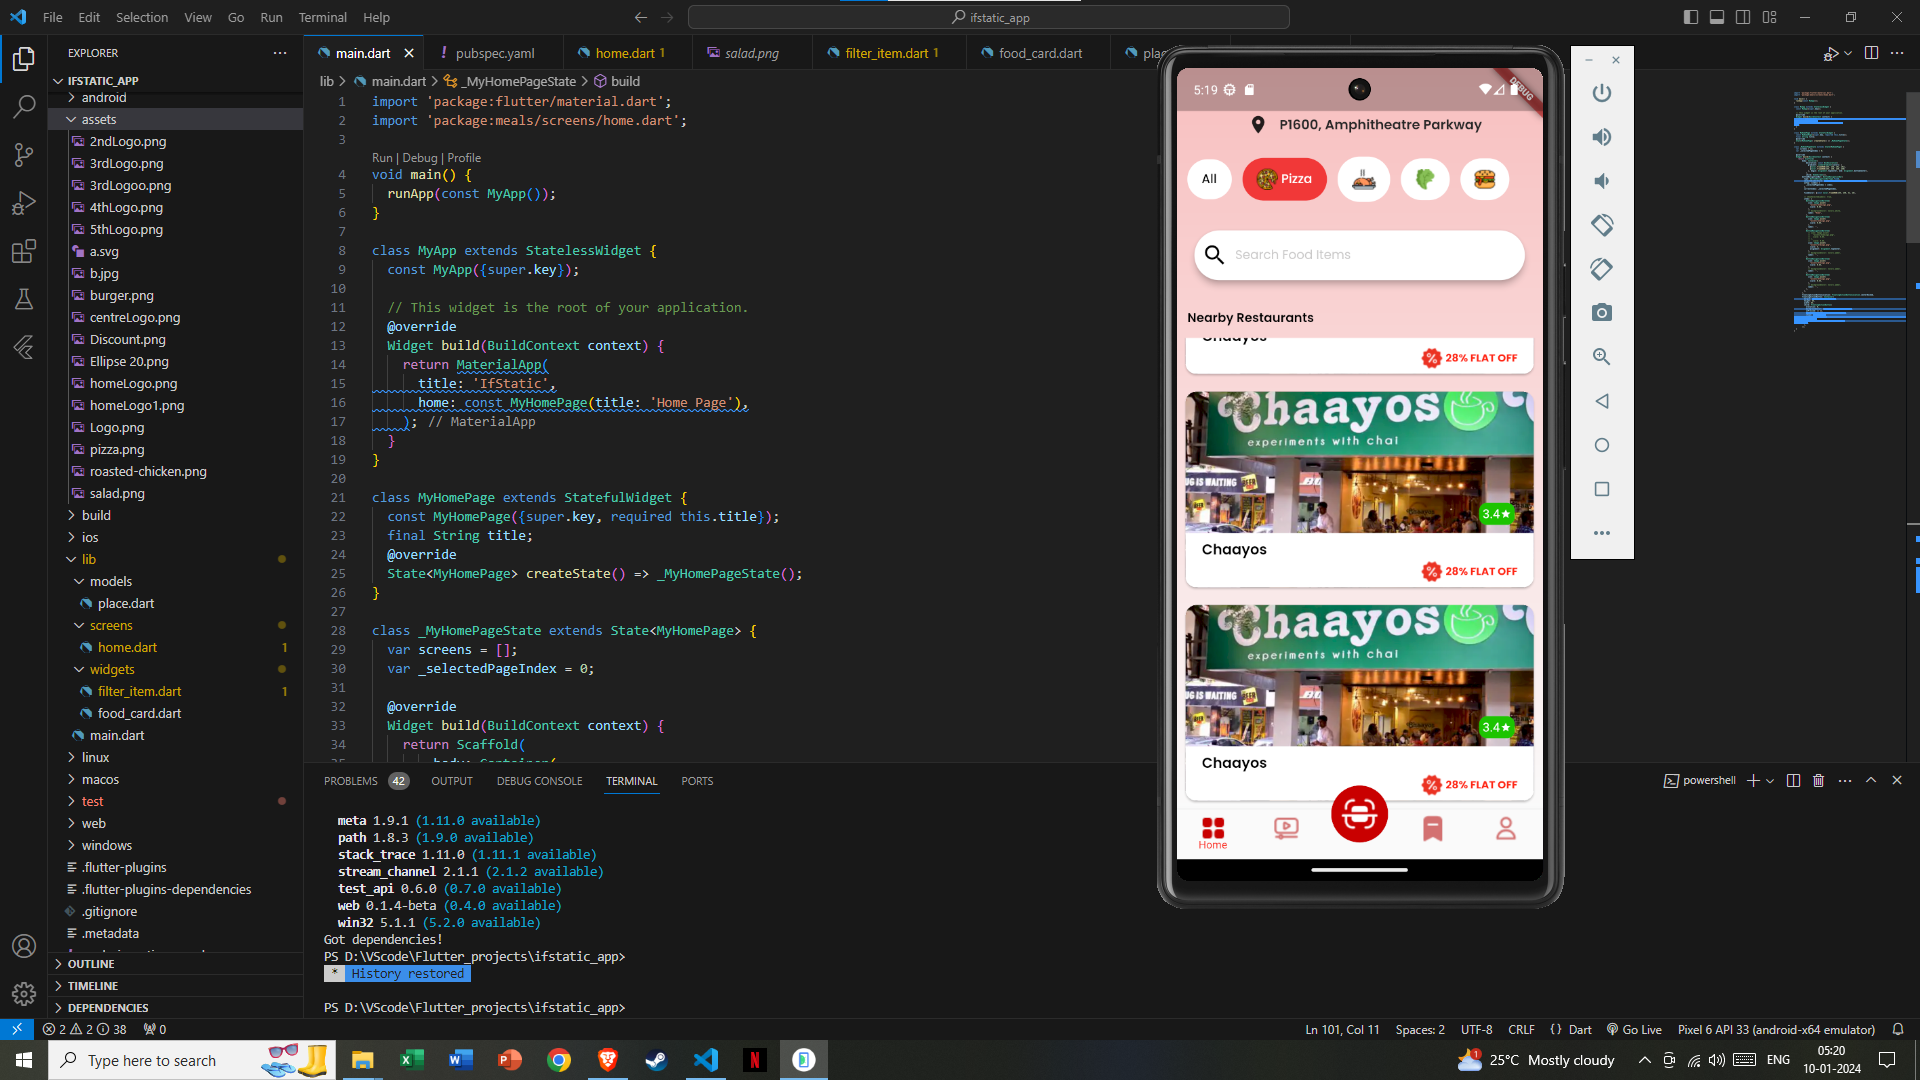 File Edit Selection View Go Run Terminal Help
ifstatic_app
EXPLORER
IFSTATIC_APP
android
assets
2ndLogo.png
3rdLogo.png
3rdLogoo.png
4thLogo.png
5thLogo.png
a.svg
b.jpg
burger.png
centreLogo.png
Discount.png
Ellipse 20.png
homeLogo.png
homeLogo1.png
Logo.png
pizza.png
roasted-chicken.png
salad.png
build
ios
lib
models
place.dart
screens
home.dart 1
widgets
filter_item.dart 1
food_card.dart
main.dart
linux
macos
test
web
windows
.flutter-plugins
.flutter-plugins-dependencies
.gitignore
.metadata
OUTLINE
TIMELINE
DEPENDENCIES
main.dart
pubspec.yaml
home.dart 1
salad.png
filter_item.dart 1
food_card.dart
lib > main.dart > _MyHomePageState > build
1 import 'package:flutter/material.dart';
2 import 'package:meals/screens/home.dart';
3
Run | Debug | Profile
4 void main() {
5 runApp(const MyApp());
6 }
7
8 class MyApp extends StatelessWidget {
9 const MyApp({super.key});
10
11 // This widget is the root of your application.
12 @override
13 Widget build(BuildContext context) {
14 return MaterialApp(
15 title: 'IfStatic',
16 home: const MyHomePage(title: 'Home Page'),
17 ); // MaterialApp
18 }
19 }
20
21 class MyHomePage extends StatefulWidget {
22 const MyHomePage({super.key, required this.title});
23 final String title;
24 @override
25 State<MyHomePage> createState() => _MyHomePageState();
26 }
27
28 class _MyHomePageState extends State<MyHomePage> {
29 var screens = [];
30 var _selectedPageIndex = 0;
31
32 @override
33 Widget build(BuildContext context) {
34 return Scaffold(
PROBLEMS 42 OUTPUT DEBUG CONSOLE TERMINAL PORTS
powershell
meta 1.9.1 (1.11.0 available)
path 1.8.3 (1.9.0 available)
stack_trace 1.11.0 (1.11.1 available)
stream_channel 2.1.1 (2.1.2 available)
test_api 0.6.0 (0.7.0 available)
web 0.1.4-beta (0.4.0 available)
win32 5.1.1 (5.2.0 available)
Got dependencies!
PS D:\VScode\Flutter_projects\ifstatic_app>
* History restored
PS D:\VScode\Flutter_projects\ifstatic_app>
5:19
DEBUG
P1600, Amphitheatre Parkway
All
Pizza
Search Food Items
Nearby Restaurants
Chaayos
28% FLAT OFF
Chaayos
experiments with chai
3.4★
Chaayos
28% FLAT OFF
Chaayos
experiments with chai
3.4★
Chaayos
28% FLAT OFF
Home
2 2 38 0
Ln 101, Col 11 Spaces: 2 UTF-8 CRLF {} Dart Go Live Pixel 6 API 33 (android-x64 emulator)
Type here to search
25°C Mostly cloudy
ENG
05:20
10-01-2024